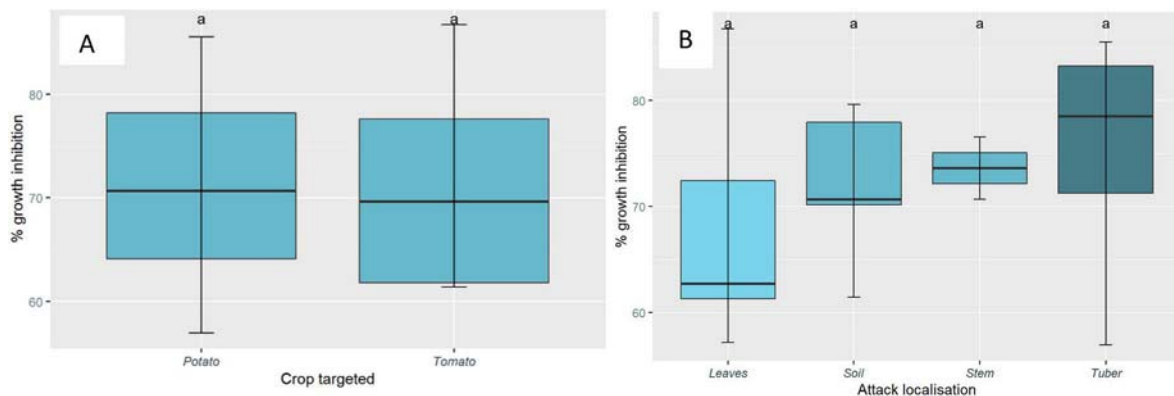 A
a
a
% growth inhibition
80
70
60
Potato
Tomato
Crop targeted
B
a
a
a
a
% growth inhibition
80
70
60
Leaves
Soil
Stem
Tuber
Attack localisation